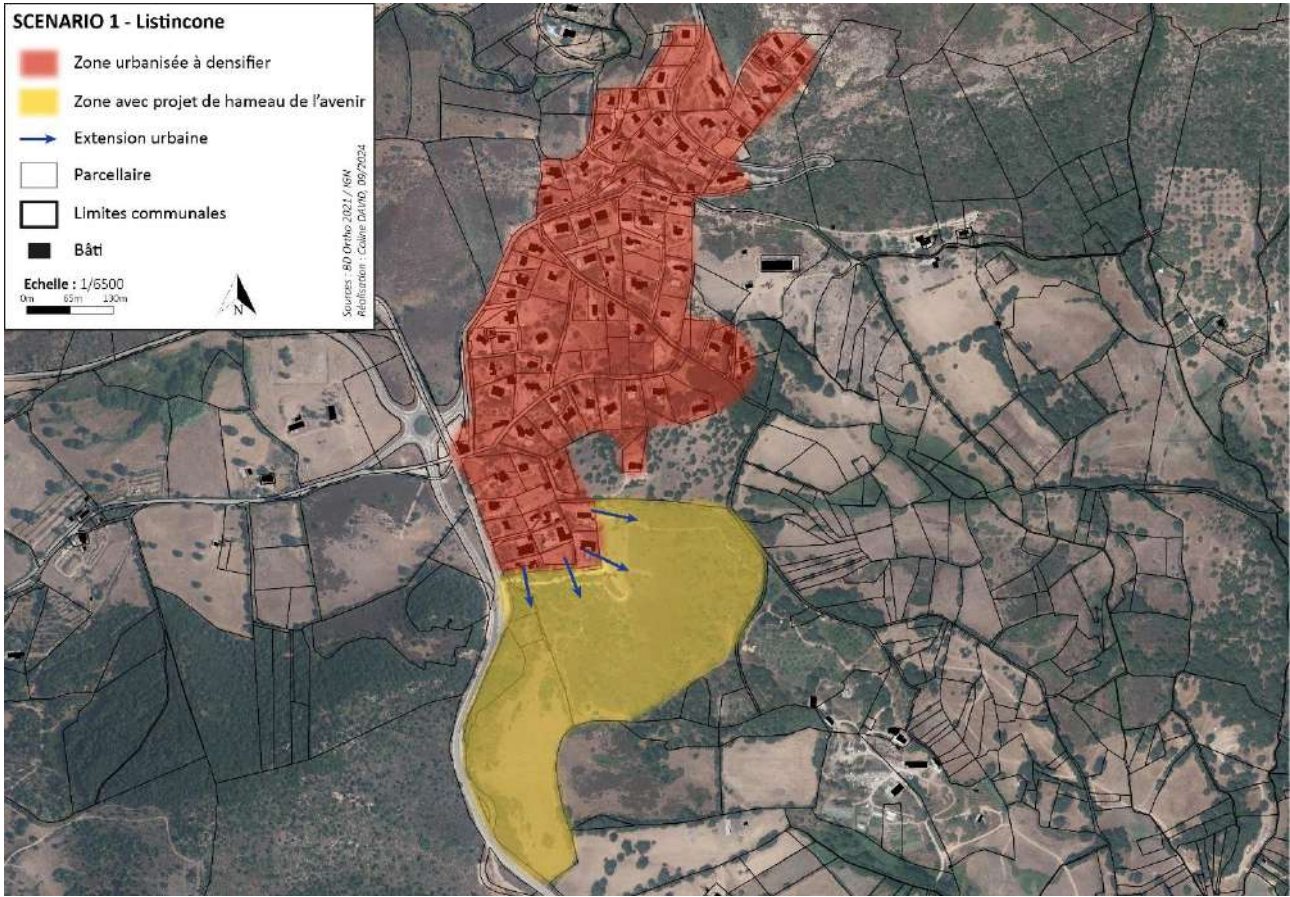 SCENARIO 1 - Listincone
Zone urbanisée à densifier
Zone avec projet de hameau de l'avenir
Extension urbaine
Parcellaire
Limites communales
Bâti
Echelle : 1/6500
0m 65m 130m
N
Sources : BD Ortho 2021 / IGN
Réalisation : Coline DAVID, 09/2024